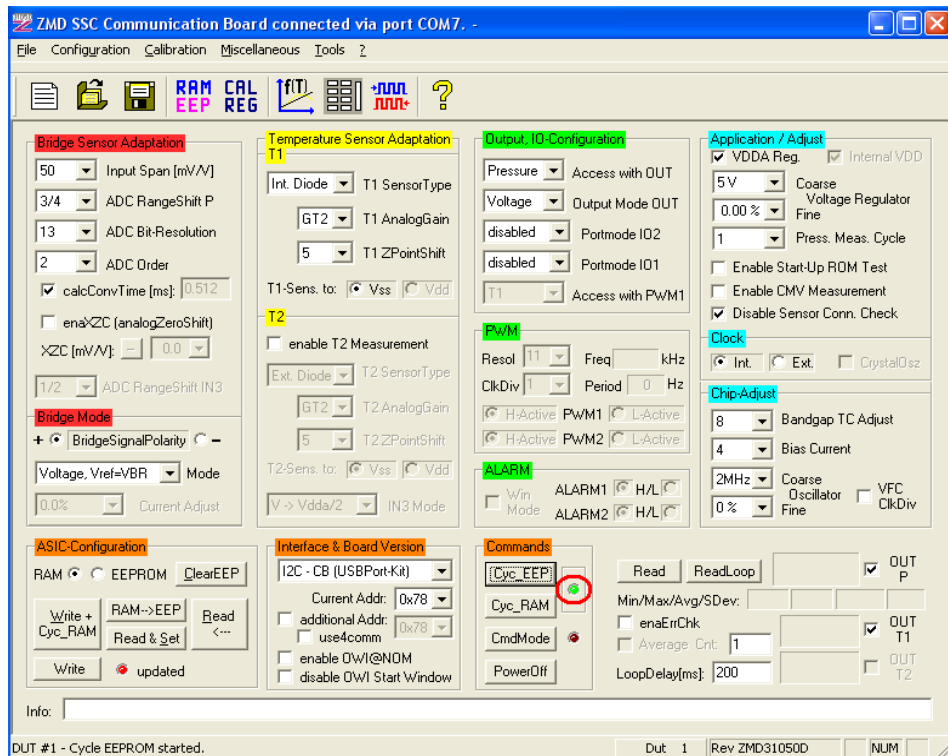 ZMD SSC Communication Board connected via port COM7. -
File Configuration Calibration Miscellaneous Tools ?
RAM EEP
CAL REG
f(T)
?
Bridge Sensor Adaptation
50 Input Span [mV/V]
3/4 ADC RangeShift P
13 ADC Bit-Resolution
2 ADC Order
calcConvTime [ms]: 0.512
enaXZC (analogZeroShift)
XZC [mV/V]: - 0.0
1/2 ADC RangeShift IN3
Bridge Mode
+ BridgeSignalPolarity -
Voltage, Vref=VBR Mode
0.0% Current Adjust
Temperature Sensor Adaptation
T1
Int. Diode T1 SensorType
GT2 T1 AnalogGain
5 T1 ZPointShift
T1-Sens. to: Vss Vdd
T2
enable T2 Measurement
Ext. Diode T2 SensorType
GT2 T2 AnalogGain
5 T2 ZPointShift
T2-Sens. to: Vss Vdd
V -> Vdda/2 IN3 Mode
Output, IO-Configuration
Pressure Access with OUT
Voltage Output Mode OUT
disabled Portmode IO2
disabled Portmode IO1
T1 Access with PWM1
PWM
Resol 11 Freq kHz
ClkDiv 1 Period 0 Hz
H-Active PWM1 L-Active
H-Active PWM2 L-Active
ALARM
Win Mode
ALARM1 H/L
ALARM2 H/L
Application / Adjust
VDDA Reg. Internal VDD
5 V Coarse
Voltage Regulator
0.00 % Fine
1 Press. Meas. Cycle
Enable Start-Up ROM Test
Enable CMV Measurement
Disable Sensor Conn. Check
Clock
Int. Ext. CrystalOsz
Chip-Adjust
8 Bandgap TC Adjust
4 Bias Current
2MHz Coarse
Oscillator
0 % Fine
VFC
ClkDiv
ASIC-Configuration
RAM EEPROM ClearEEP
Write + Cyc_RAM
RAM-->EEP
Read & Set
Read <---
Write updated
Interface & Board Version
I2C - CB (USBPort-Kit)
Current Addr: 0x78
additional Addr: 0x78
use4comm
enable OWI@NOM
disable OWI Start Window
Commands
Cyc_EEP
Cyc_RAM
CmdMode
PowerOff
Read ReadLoop OUT P
Min/Max/Avg/SDev:
enaErrChk OUT T1
Average Cnt: 1
LoopDelay[ms]: 200 OUT T2
Info:
DUT #1 - Cycle EEPROM started. Dut 1 Rev ZMD31050D NUM